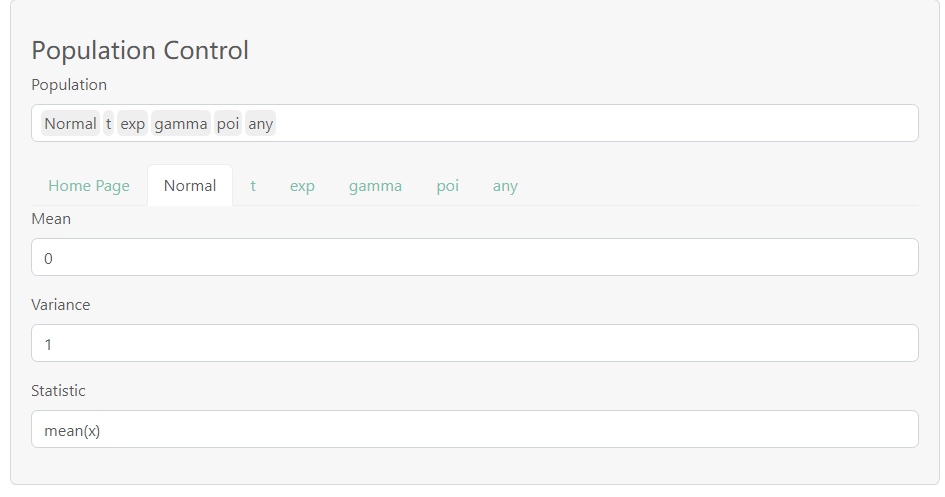 Population Control
Population
Normal t exp gamma poi any
Home Page Normal t exp gamma poi any
Mean
0
Variance
1
Statistic
mean(x)